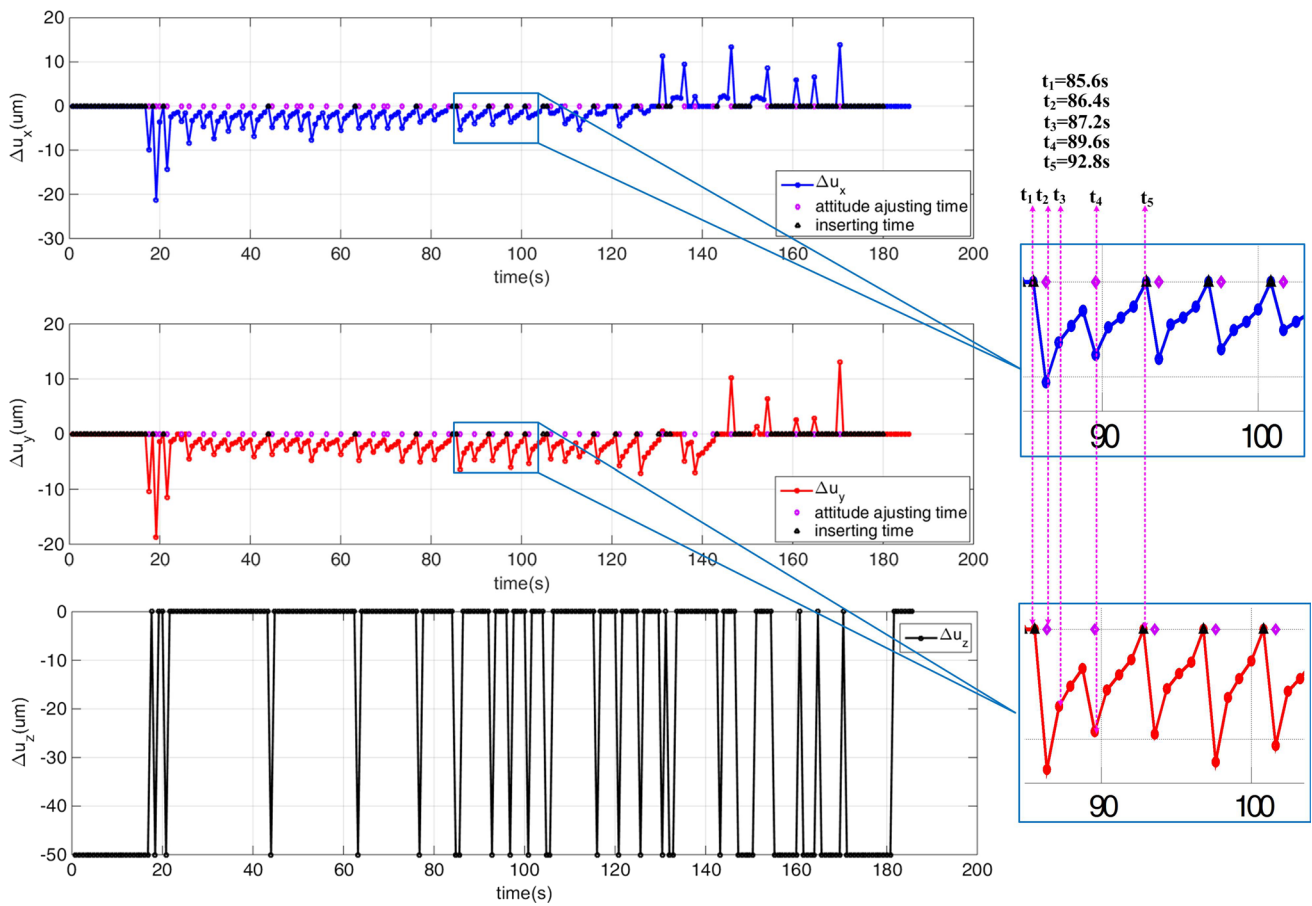 20
10
0
-10
-20
-30
Δu_x(um)
0 20 40 60 80 100 120 140 160 180 200
time(s)
Δu_x
attitude ajusting time
inserting time
20
10
0
-10
-20
Δu_y(um)
0 20 40 60 80 100 120 140 160 180 200
time(s)
Δu_y
attitude ajusting time
inserting time
0
-10
-20
-30
-40
-50
Δu_z(um)
0 20 40 60 80 100 120 140 160 180 200
time(s)
Δu_z
t₁=85.6s
t₂=86.4s
t₃=87.2s
t₄=89.6s
t₅=92.8s
t₁ t₂ t₃ t₄ t₅
90 100
90 100